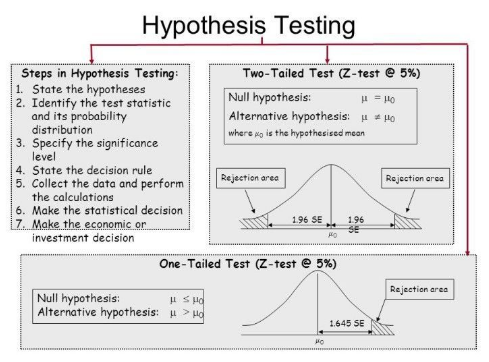 Hypothesis Testing
Steps in Hypothesis Testing:
1. State the hypotheses
2. Identify the test statistic
and its probability
distribution
3. Specify the significance
level
4. State the decision rule
5. Collect the data and perform
the calculations
6. Make the statistical decision
7. Make the economic or
investment decision
Two-Tailed Test (Z-test @ 5%)
Null hypothesis: μ = μ0
Alternative hypothesis: μ ≠ μ0
where μ0 is the hypothesised mean
Rejection area
Rejection area
1.96 SE
1.96
SE
μ0
One-Tailed Test (Z-test @ 5%)
Null hypothesis: μ ≤ μ0
Alternative hypothesis: μ > μ0
Rejection area
1.645 SE
μ0